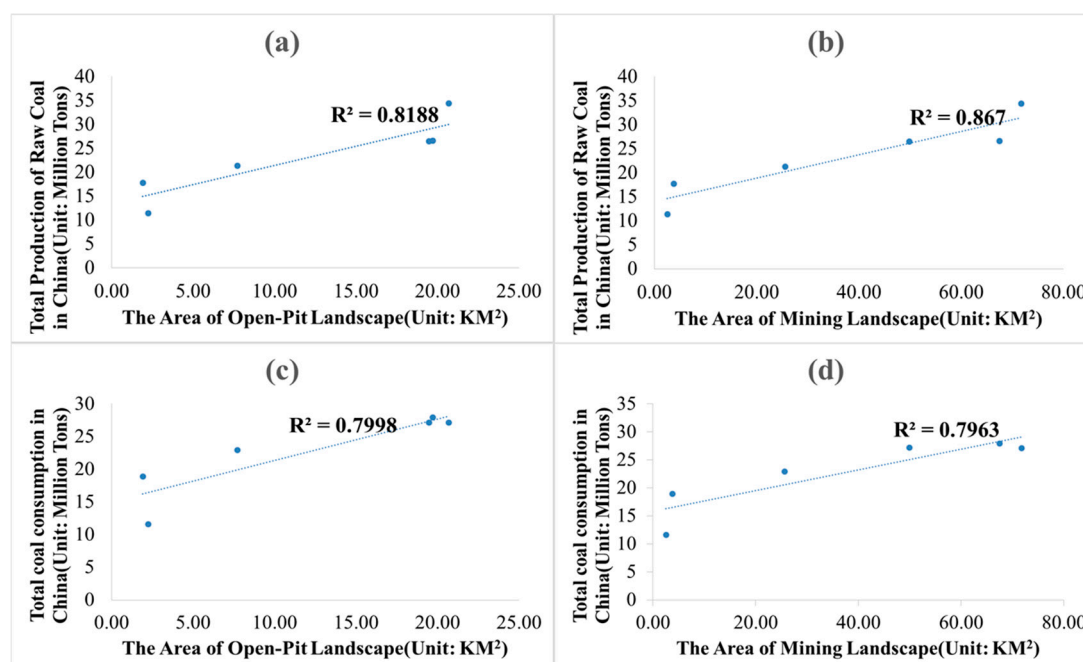 (a)
Total Production of Raw Coal
in China(Unit: Million Tons)
40
35
30
25
20
15
10
5
0
R² = 0.8188
0.00 5.00 10.00 15.00 20.00 25.00
The Area of Open-Pit Landscape(Unit: KM²)
(b)
Total Production of Raw Coal
in China(Unit: Million Tons)
40
35
30
25
20
15
10
5
0
R² = 0.867
0.00 20.00 40.00 60.00 80.00
The Area of Mining Landscape(Unit: KM²)
(c)
Total coal consumption in
China(Unit: Million Tons)
30
25
20
15
10
5
0
R² = 0.7998
0.00 5.00 10.00 15.00 20.00 25.00
The Area of Open-Pit Landscape(Unit: KM²)
(d)
Total coal consumption in
China(Unit: Million Tons)
35
30
25
20
15
10
5
0
R² = 0.7963
0.00 20.00 40.00 60.00 80.00
The Area of Mining Landscape(Unit: KM²)